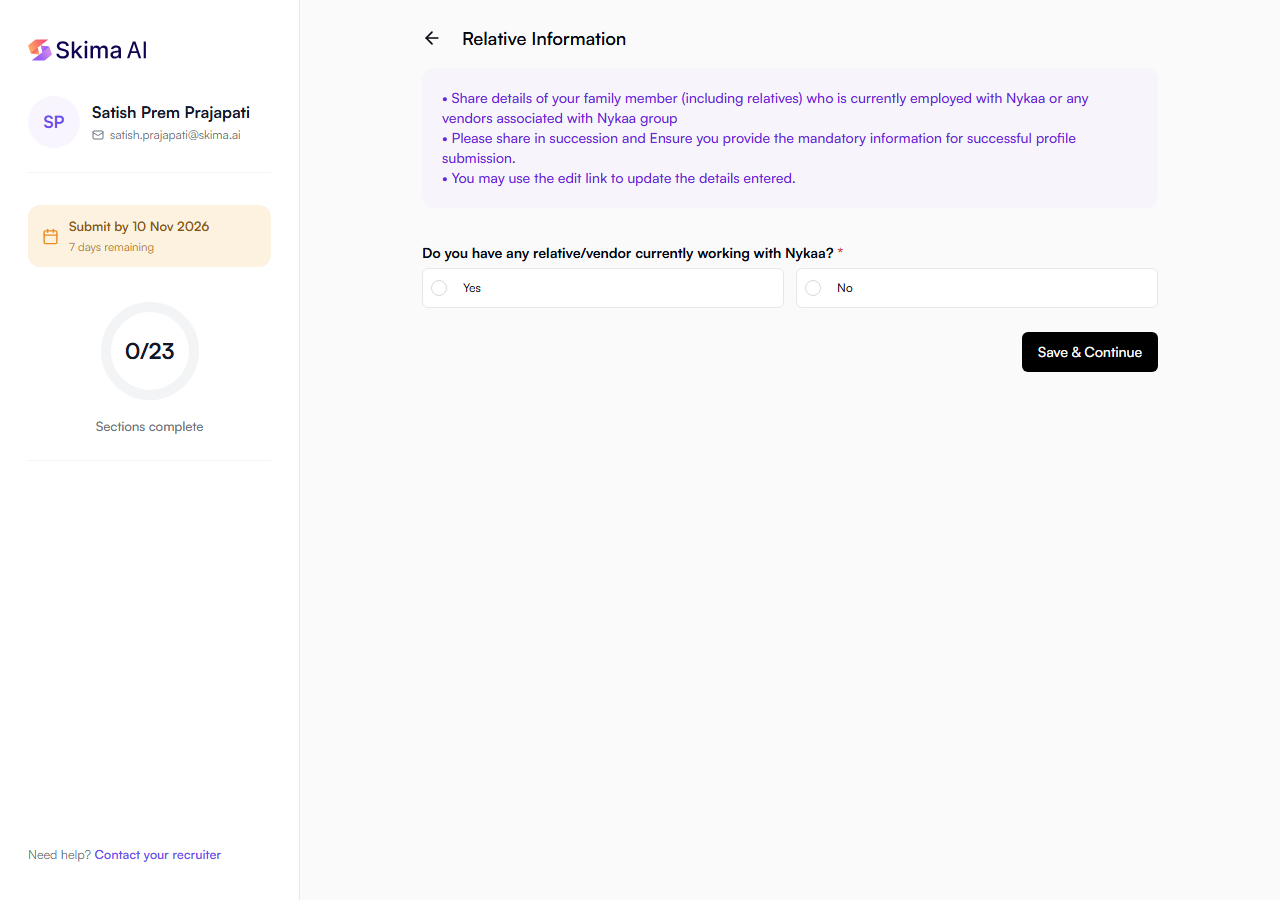 Skima AI
SP
Satish Prem Prajapati
satish.prajapati@skima.ai
Submit by 10 Nov 2026
7 days remaining
0/23
Sections complete
Need help? Contact your recruiter
Relative Information
• Share details of your family member (including relatives) who is currently employed with Nykaa or any
vendors associated with Nykaa group
• Please share in succession and Ensure you provide the mandatory information for successful profile
submission.
• You may use the edit link to update the details entered.
Do you have any relative/vendor currently working with Nykaa? *
Yes
No
Save & Continue